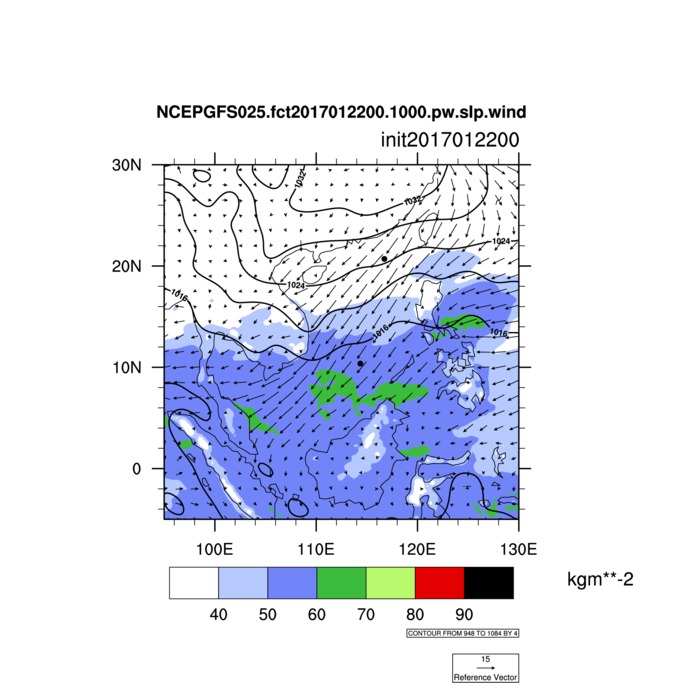 NCEPGFS025.fct2017012200.1000.pw.slp.wind
init2017012200
30N
20N
10N
0
1032
1032
1024
1024
1016
1016
1016
100E
110E
120E
130E
40
50
60
70
80
90
kgm**-2
CONTOUR FROM 948 TO 1084 BY 4
15
Reference Vector